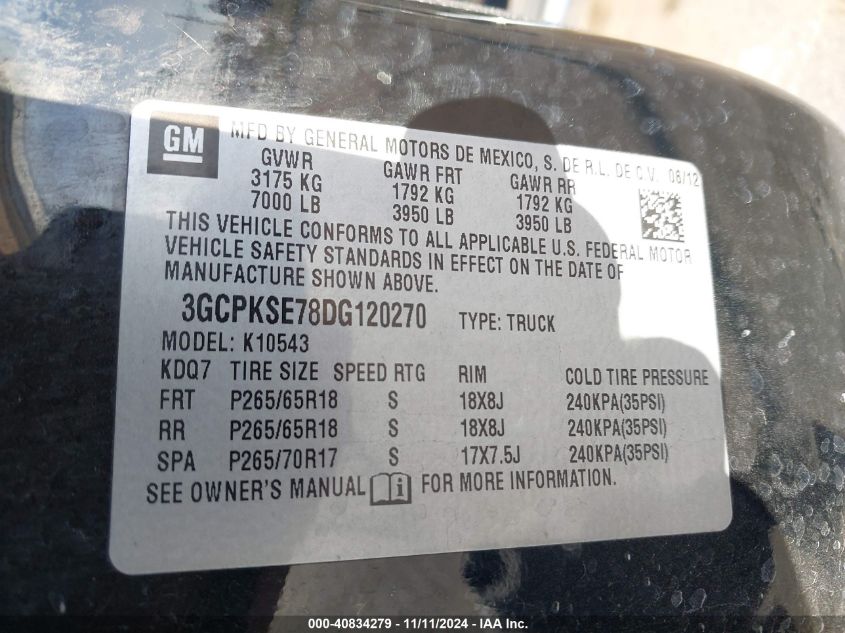 GM MFD BY GENERAL MOTORS DE MEXICO, S. DE R.L. DE C.V. 08/12
GVWR GAWR FRT GAWR RR
3175 KG 1792 KG 1792 KG
7000 LB 3950 LB 3950 LB
THIS VEHICLE CONFORMS TO ALL APPLICABLE U.S. FEDERAL MOTOR
VEHICLE SAFETY STANDARDS IN EFFECT ON THE DATE OF
MANUFACTURE SHOWN ABOVE.
3GCPKSE78DG120270 TYPE: TRUCK
MODEL: K10543
KDQ7 TIRE SIZE SPEED RTG RIM COLD TIRE PRESSURE
FRT P265/65R18 S 18X8J 240KPA(35PSI)
RR P265/65R18 S 18X8J 240KPA(35PSI)
SPA P265/70R17 S 17X7.5J 240KPA(35PSI)
SEE OWNER'S MANUAL i FOR MORE INFORMATION.
000-40834279 - 11/11/2024 - IAA Inc.